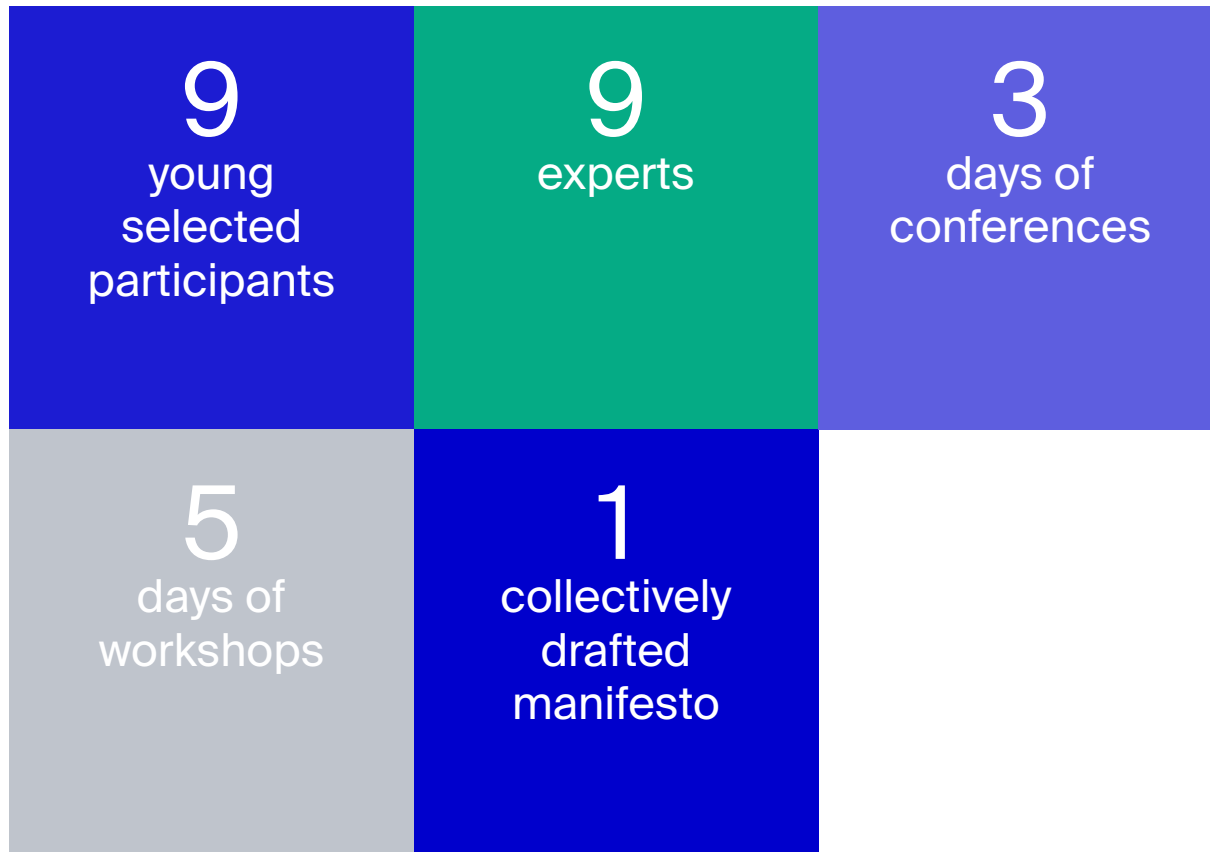 9
young
selected
participants
9
experts
3
days of
conferences
5
days of
workshops
1
collectively
drafted
manifesto